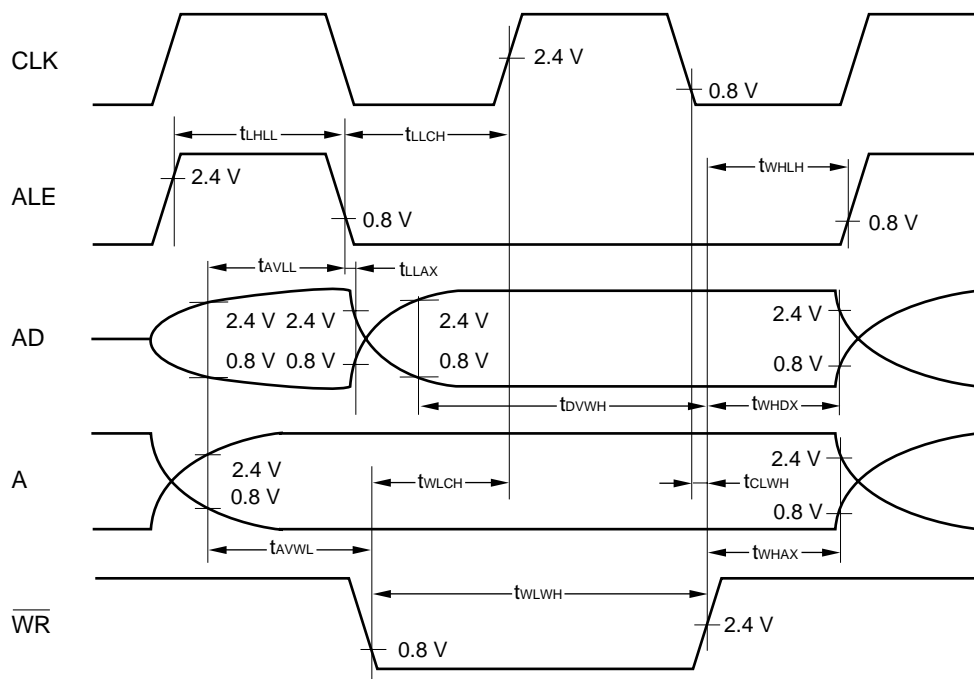 CLK
2.4 V
0.8 V
tLHLL
tLLCH
tWHLH
ALE
2.4 V
0.8 V
0.8 V
tAVLL
tLLAX
AD
2.4 V 2.4 V
2.4 V
2.4 V
0.8 V 0.8 V
0.8 V
0.8 V
tDVWH
tWHDX
A
2.4 V
0.8 V
tWLCH
tCLWH
2.4 V
0.8 V
tAVWL
tWHAX
tWLWH
W̅R̅
0.8 V
2.4 V